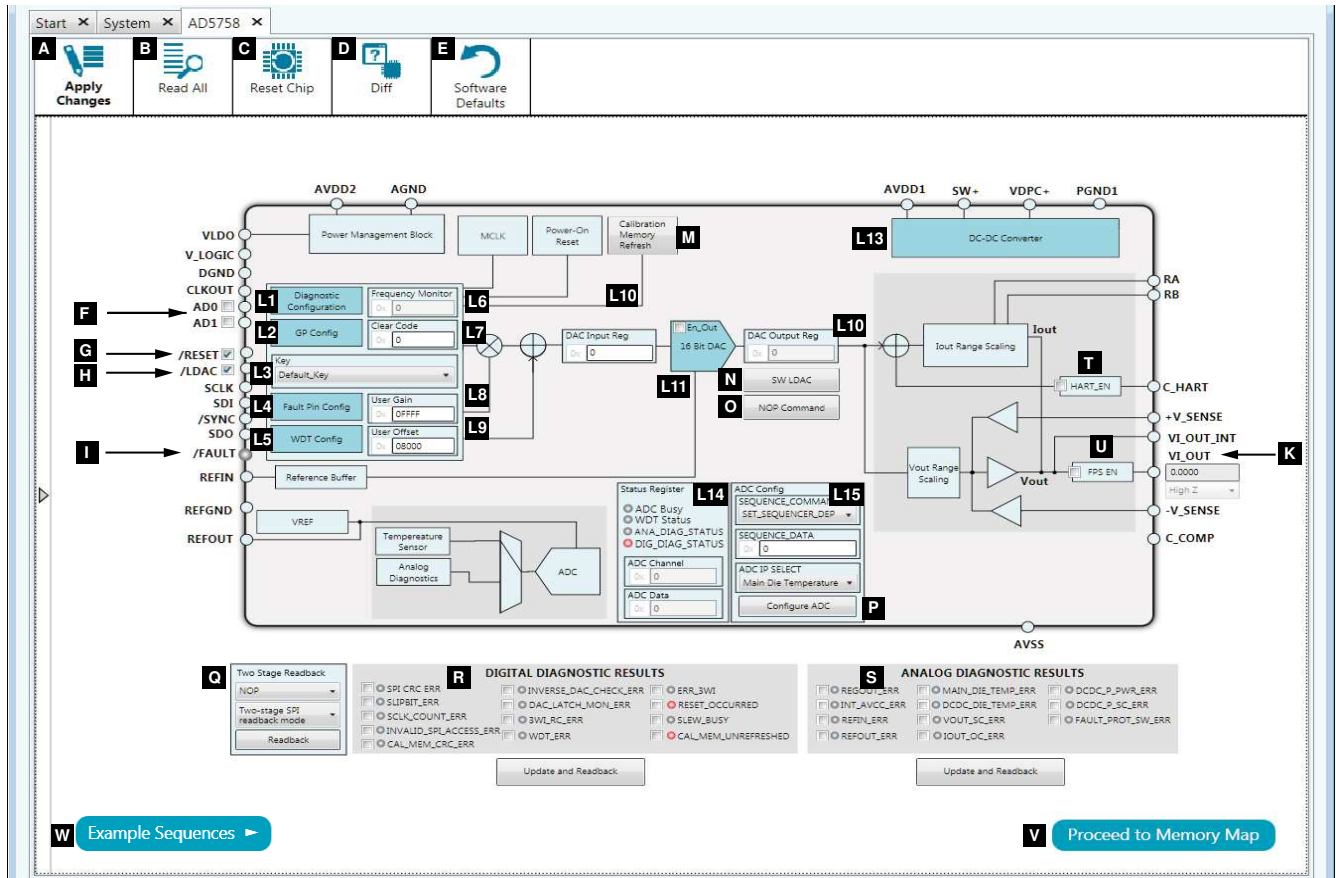 Start ✕ System ✕ AD5758 ✕
A B C D E
Apply Changes
Read All
Reset Chip
Diff
Software Defaults
AVDD2 AGND AVDD1 SW+ VDPC+ PGND1
VLDO
V_LOGIC
DGND
CLKOUT
AD0
AD1
/RESET
/LDAC
SCLK
SDI
/SYNC
SDO
/FAULT
REFIN
REFGND
REFOUT
F
G
H
I
Power Management Block
MCLK
Power-On
Reset
Calibration
Memory
Refresh
M
L13
DC-DC Converter
L1
Diagnostic
Configuration
Frequency Monitor
0x 0
L6
L10
L2
GP Config
Clear Code
0x 0
L7
L3
Key
Default_Key
L8
L4
Fault Pin Config
User Gain
0x 0FFFF
L5
WDT Config
User Offset
0x 08000
L9
Reference Buffer
VREF
Tempereature
Sensor
Analog
Diagnostics
ADC
DAC Input Reg
0x 0
En_Out
16 Bit DAC
L11
DAC Output Reg
0x 0
L10
N
SW LDAC
O
NOP Command
Iout Range Scaling
Iout
T
HART_EN
U
FPS EN
Vout Range
Scaling
Vout
RA
RB
C_HART
+V_SENSE
VI_OUT_INT
VI_OUT
K
0.0000
High Z
-V_SENSE
C_COMP
AVSS
Status Register
L14
ADC Busy
WDT Status
ANA_DIAG_STATUS
DIG_DIAG_STATUS
ADC Channel
0x 0
ADC Data
0x 0
ADC Config
L15
SEQUENCE_COMMA
SET_SEQUENCER_DEP
SEQUENCE_DATA
0x 0
ADC IP SELECT
Main Die Temperature
Configure ADC
P
Q
Two Stage Readback
NOP
Two-stage SPI
readback mode
Readback
R
DIGITAL DIAGNOSTIC RESULTS
SPI CRC ERR INVERSE_DAC_CHECK_ERR ERR_3WI
SLIPBIT_ERR DAC_LATCH_MON_ERR RESET_OCCURRED
SCLK_COUNT_ERR 3WI_RC_ERR SLEW_BUSY
INVALID_SPI_ACCESS_ERR WDT_ERR CAL_MEM_UNREFRESHED
CAL_MEM_CRC_ERR
Update and Readback
S
ANALOG DIAGNOSTIC RESULTS
REGOUT_ERR MAIN_DIE_TEMP_ERR DCDC_P_PWR_ERR
INT_AVCC_ERR DCDC_DIE_TEMP_ERR DCDC_P_SC_ERR
REFIN_ERR VOUT_SC_ERR FAULT_PROT_SW_ERR
REFOUT_ERR IOUT_OC_ERR
Update and Readback
W
Example Sequences ►
V
Proceed to Memory Map